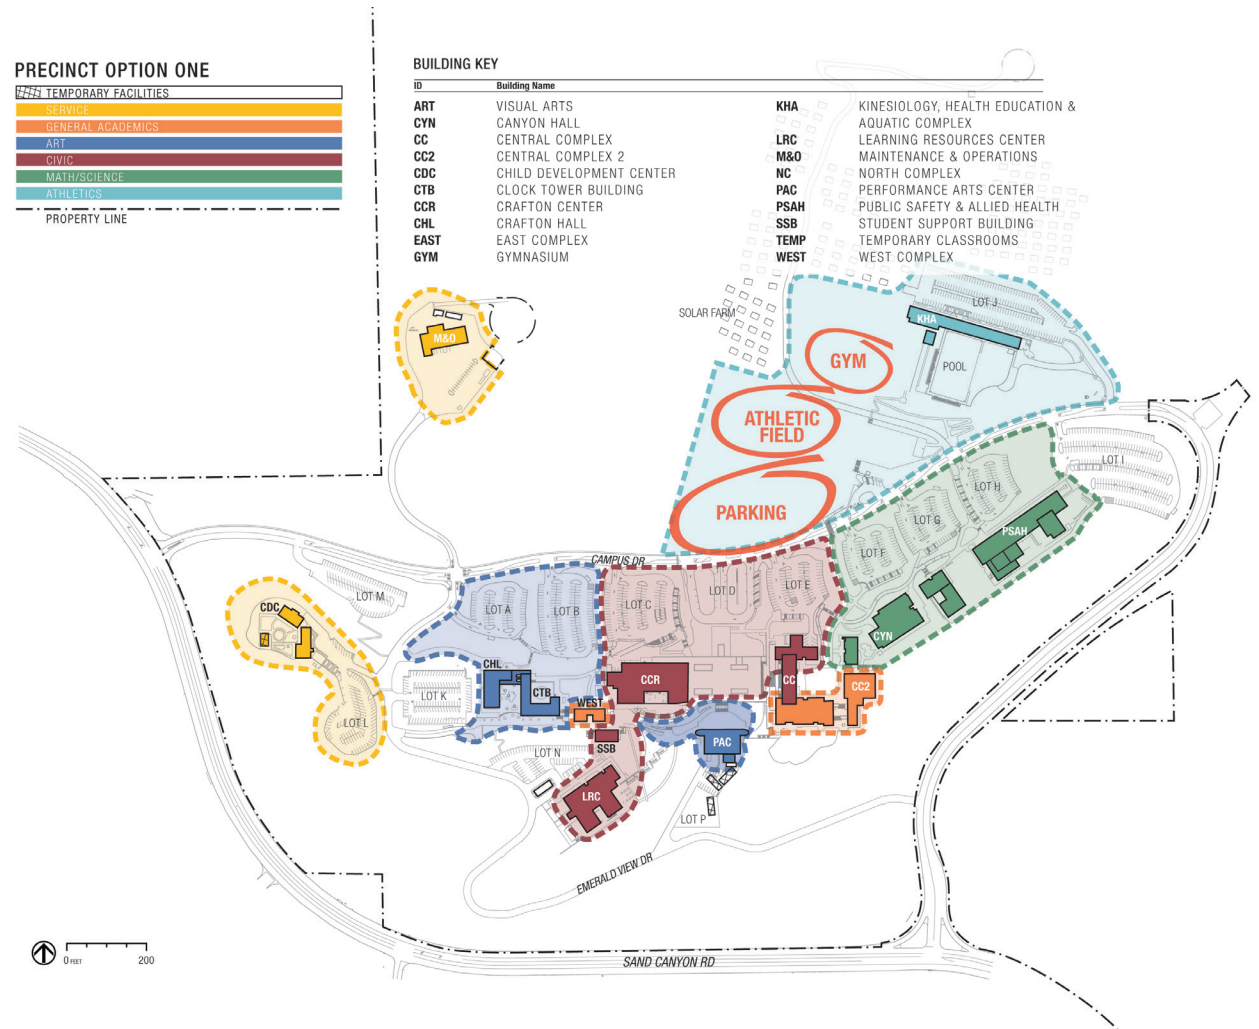 PRECINCT OPTION ONE
TEMPORARY FACILITIES
SERVICE
GENERAL ACADEMICS
ART
CIVIC
MATH/SCIENCE
ATHLETICS
PROPERTY LINE
BUILDING KEY
ID Building Name
ART VISUAL ARTS
CYN CANYON HALL
CC CENTRAL COMPLEX
CC2 CENTRAL COMPLEX 2
CDC CHILD DEVELOPMENT CENTER
CTB CLOCK TOWER BUILDING
CCR CRAFTON CENTER
CHL CRAFTON HALL
EAST EAST COMPLEX
GYM GYMNASIUM
KHA KINESIOLOGY, HEALTH EDUCATION &
AQUATIC COMPLEX
LRC LEARNING RESOURCES CENTER
M&O MAINTENANCE & OPERATIONS
NC NORTH COMPLEX
PAC PERFORMANCE ARTS CENTER
PSAH PUBLIC SAFETY & ALLIED HEALTH
SSB STUDENT SUPPORT BUILDING
TEMP TEMPORARY CLASSROOMS
WEST WEST COMPLEX
LOT J
SOLAR FARM
KHA
M&O
GYM
POOL
ATHLETIC
FIELD
LOT I
LOT H
PARKING
LOT G
PSAH
LOT F
CAMPUS DR
LOT E
LOT D
LOT C
LOT B
LOT A
LOT M
CDC
CYN
CHL
CTB
CCR
CC
CC2
LOT K
WEST
LOT L
SSB
PAC
LOT N
LRC
LOT P
EMERALD VIEW DR
SAND CANYON RD
0 FEET 200